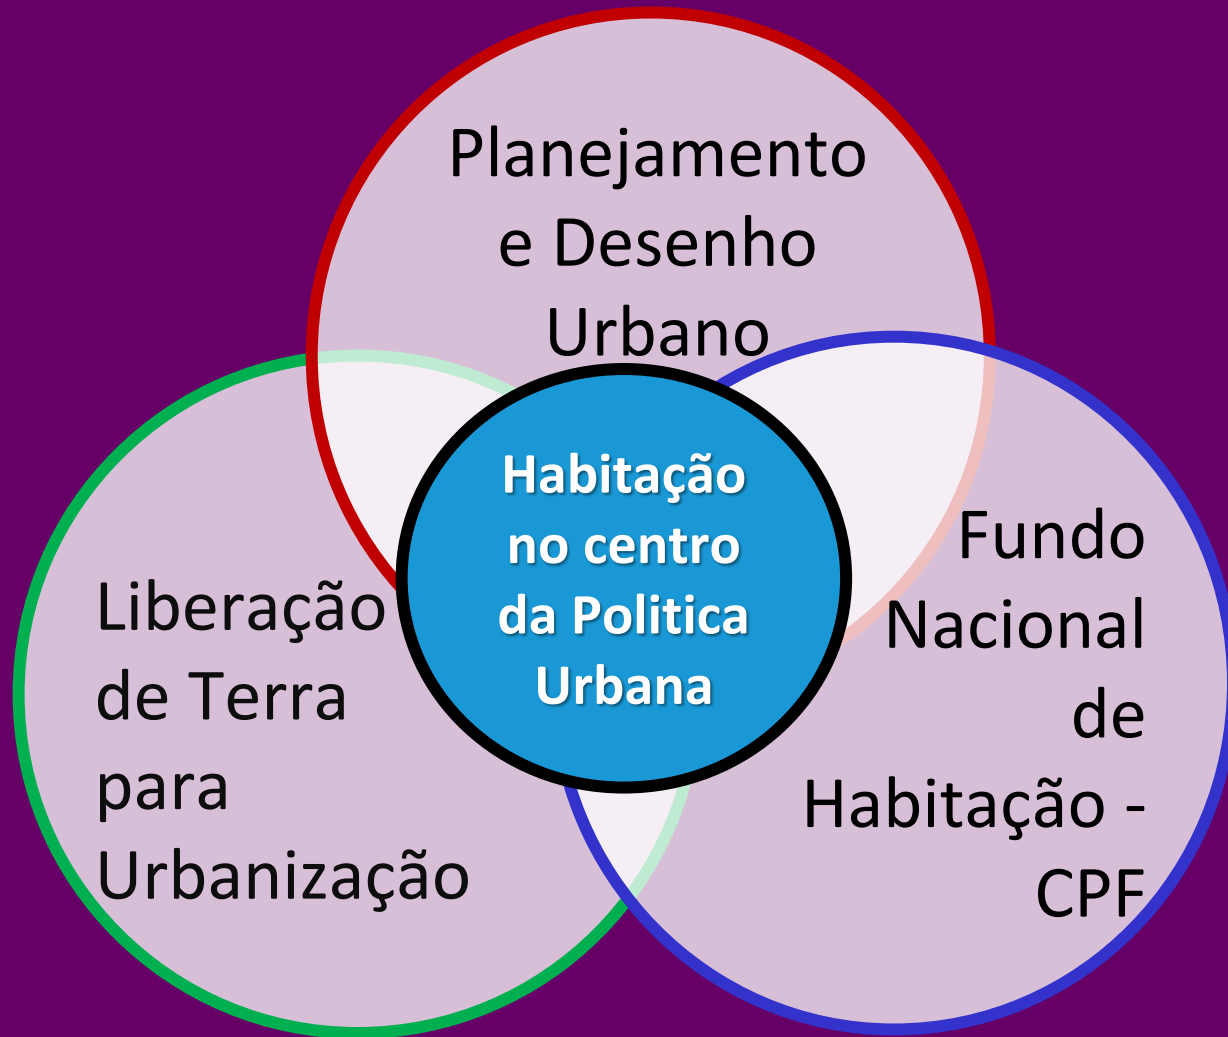 Planejamento
e Desenho
Urbano
Habitação
no centro
da Politica
Urbana
Liberação
de Terra
para
Urbanização
Fundo
Nacional
de
Habitação -
CPF